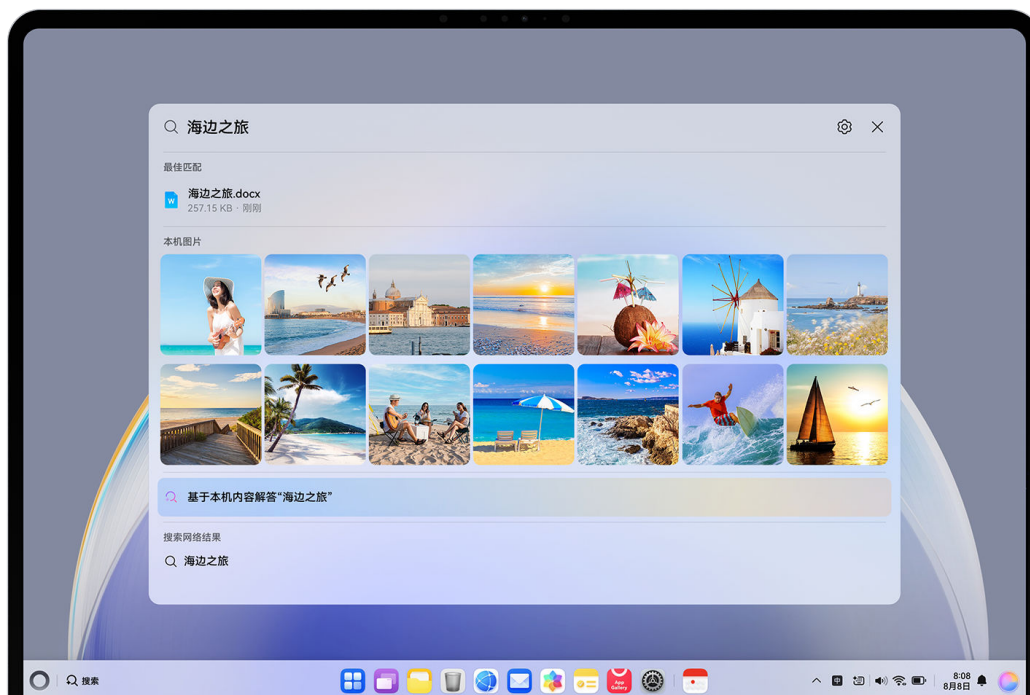 海边之旅
最佳匹配
W
海边之旅.docx
257.15 KB · 刚刚
本机图片
基于本机内容解答“海边之旅”
搜索网络结果
海边之旅
搜索
App
Gallery
中
8:08
8月8日